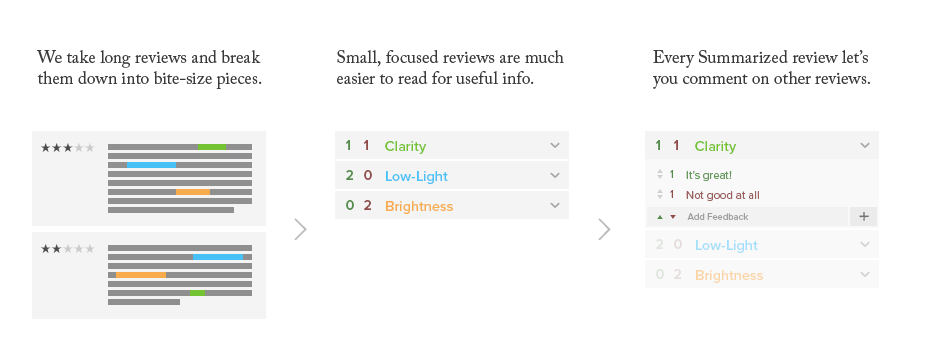 We take long reviews and break
them down into bite-size pieces.
Small, focused reviews are much
easier to read for useful info.
1 1 Clarity
2 0 Low-Light
0 2 Brightness
Every Summarized review let's
you comment on other reviews.
1 1 Clarity
1 It's great!
1 Not good at all
Add Feedback +
2 0 Low-Light
0 2 Brightness